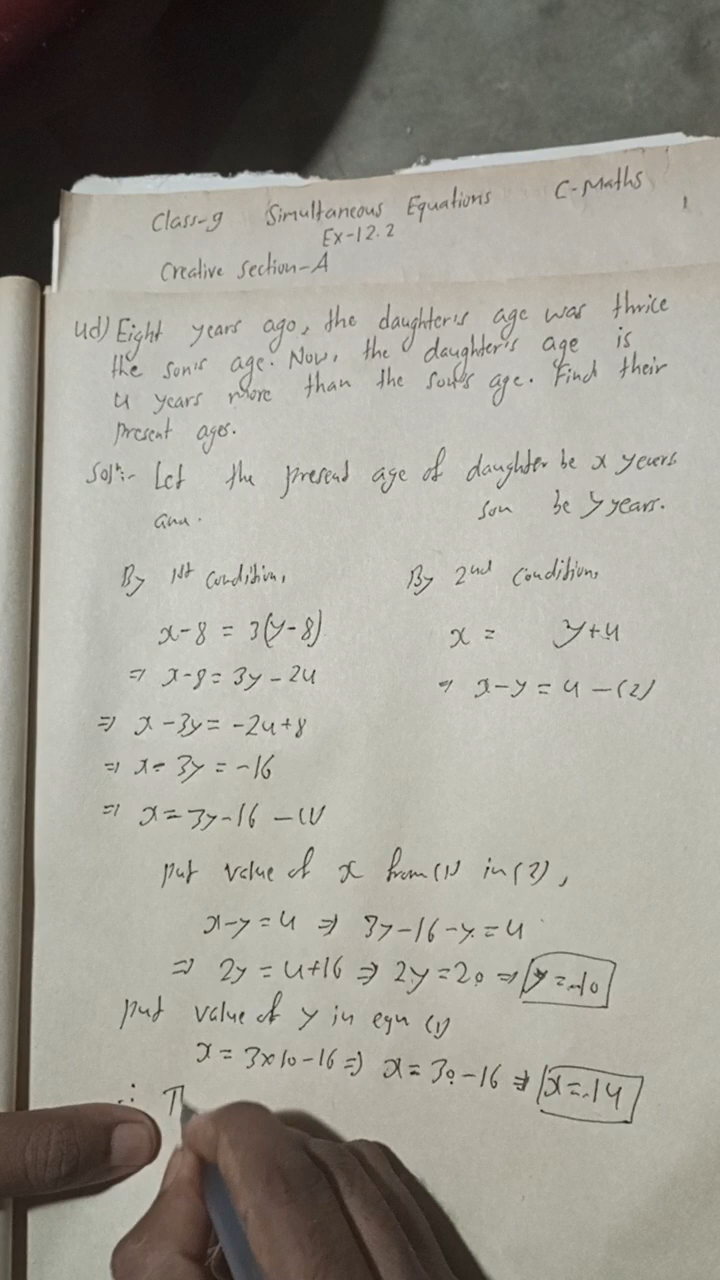 Class-9 Simultaneous Equations C-Maths
Ex-12.2
Creative Section-A
4d) Eight years ago, the daughter's age was thrice
the son's age. Now, the daughter's age is
4 years more than the son's age. Find their
present ages.
Solⁿ:- Let the present age of daughter be x years
and son be y years.
By 1st condition,
x-8 = 3(y-8)
⇒ x-8 = 3y-24
⇒ x-3y = -24+8
⇒ x-3y = -16
⇒ x = 3y-16 -(1)
By 2nd condition,
x = y+4
⇒ x-y = 4 -(2)
put value of x from (1) in (2),
x-y = 4 ⇒ 3y-16-y = 4
⇒ 2y = 4+16 ⇒ 2y = 20 ⇒ y = 10
put value of y in eqn (1)
x = 3×10-16 ⇒ x = 30-16 ⇒ x = 14
∴ T